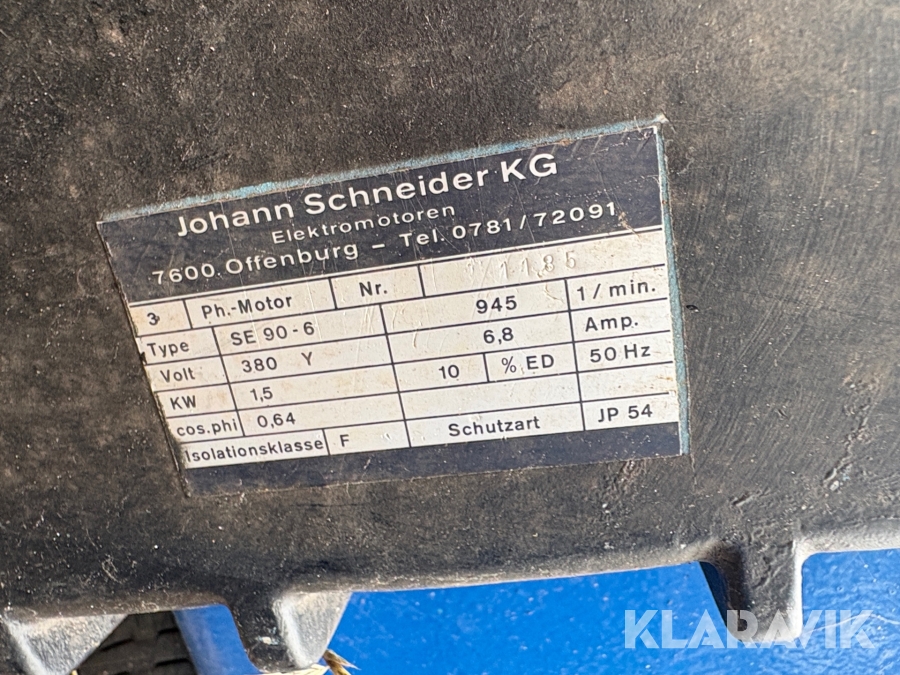 Johann Schneider KG
Elektromotoren
7600 Offenburg - Tel. 0781/72091
3 Ph.-Motor Nr. 1185
Type SE 90-6 945 1/min.
Volt 380 Y 6,8 Amp.
KW 1,5 10 % ED 50 Hz
cos.phi 0,64
Isolationsklasse F Schutzart JP 54
KLARAVIK